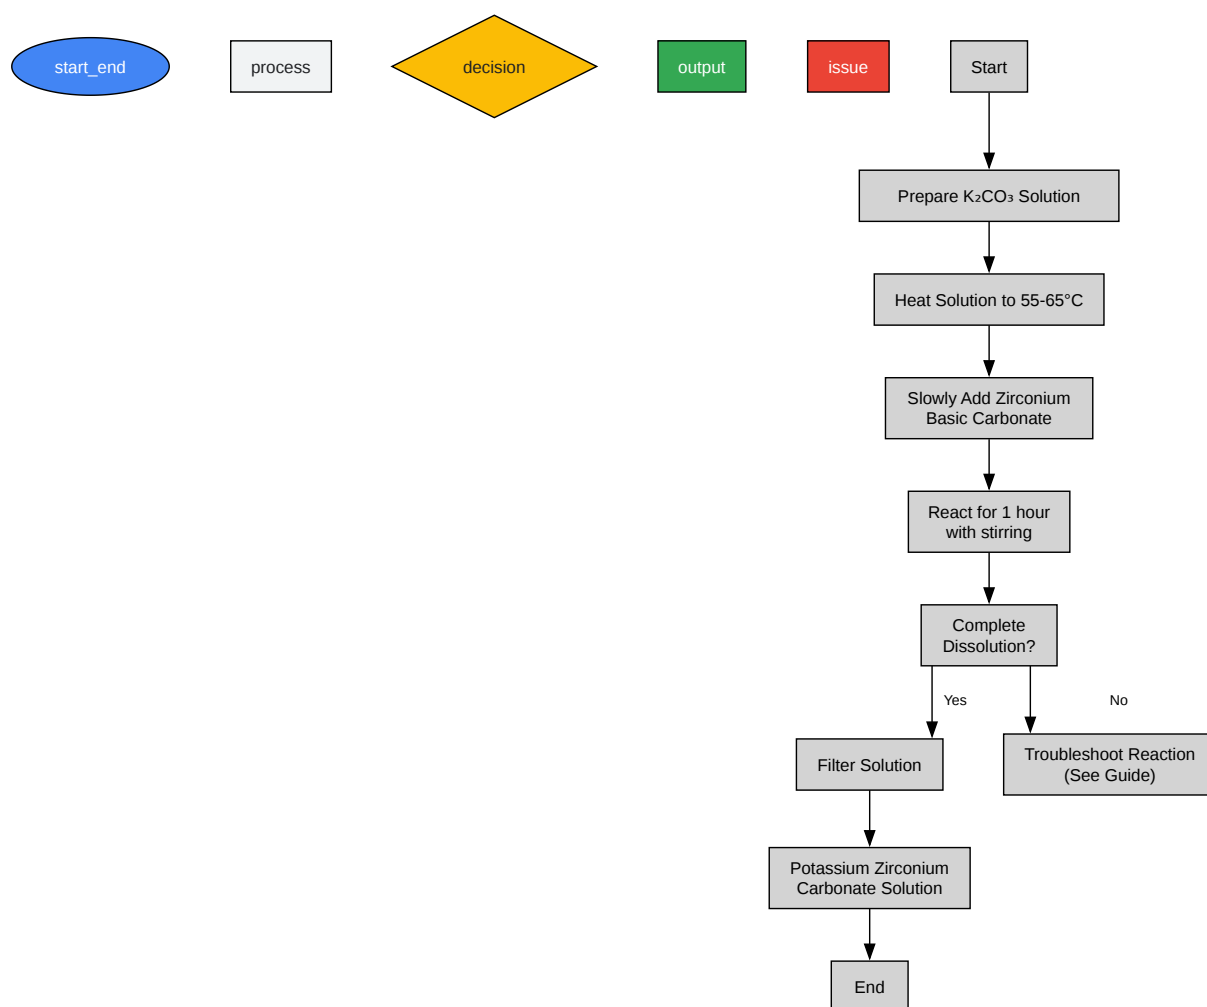 start_end
process
decision
output
issue
Start
Prepare K₂CO₃ Solution
Heat Solution to 55-65°C
Slowly Add Zirconium
Basic Carbonate
React for 1 hour
with stirring
Complete
Dissolution?
Yes
No
Filter Solution
Troubleshoot Reaction
(See Guide)
Potassium Zirconium
Carbonate Solution
End